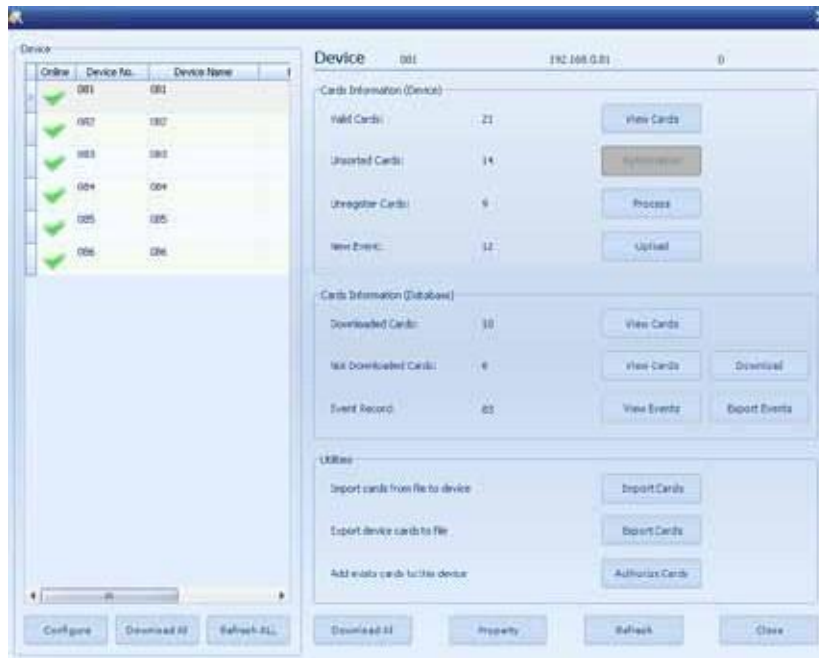 Device
Online Device No. Device Name
001 001
002 002
003 003
004 004
005 005
006 006
Configure Download All Refresh ALL
Device 001 192.168.0.81 0
Cards Information (Device)
Valid Cards: 21 View Cards
Unsorted Cards: 14
Unregister Cards: 9 Process
New Event: 12 Upload
Cards Information (Database)
Downloaded Cards: 10 View Cards
Not Downloaded Cards: 6 View Cards Download
Event Record: 83 View Events Export Events
Utilities
Import cards from file to device Import Cards
Export device cards to file Export Cards
Add exists cards to this device Authorize Cards
Download All Property Refresh Close